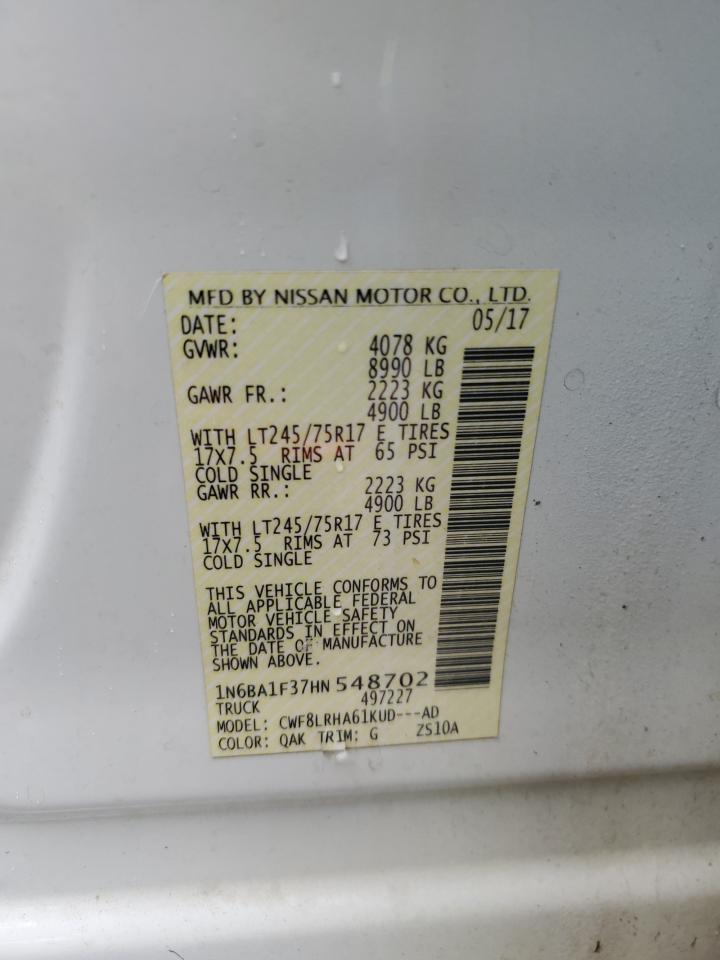 MFD BY NISSAN MOTOR CO., LTD.
DATE: 05/17
GVWR: 4078 KG
8990 LB
GAWR FR.: 2223 KG
4900 LB
WITH LT245/75R17 E TIRES
17X7.5 RIMS AT 65 PSI
COLD SINGLE
GAWR RR.: 2223 KG
4900 LB
WITH LT245/75R17 E TIRES
17X7.5 RIMS AT 73 PSI
COLD SINGLE
THIS VEHICLE CONFORMS TO
ALL APPLICABLE FEDERAL
MOTOR VEHICLE SAFETY
STANDARDS IN EFFECT ON
THE DATE OF MANUFACTURE
SHOWN ABOVE.
1N6BA1F37HN548702
TRUCK 497227
MODEL: CWF8LRHA61KUD---AD
COLOR: QAK TRIM: G ZS10A